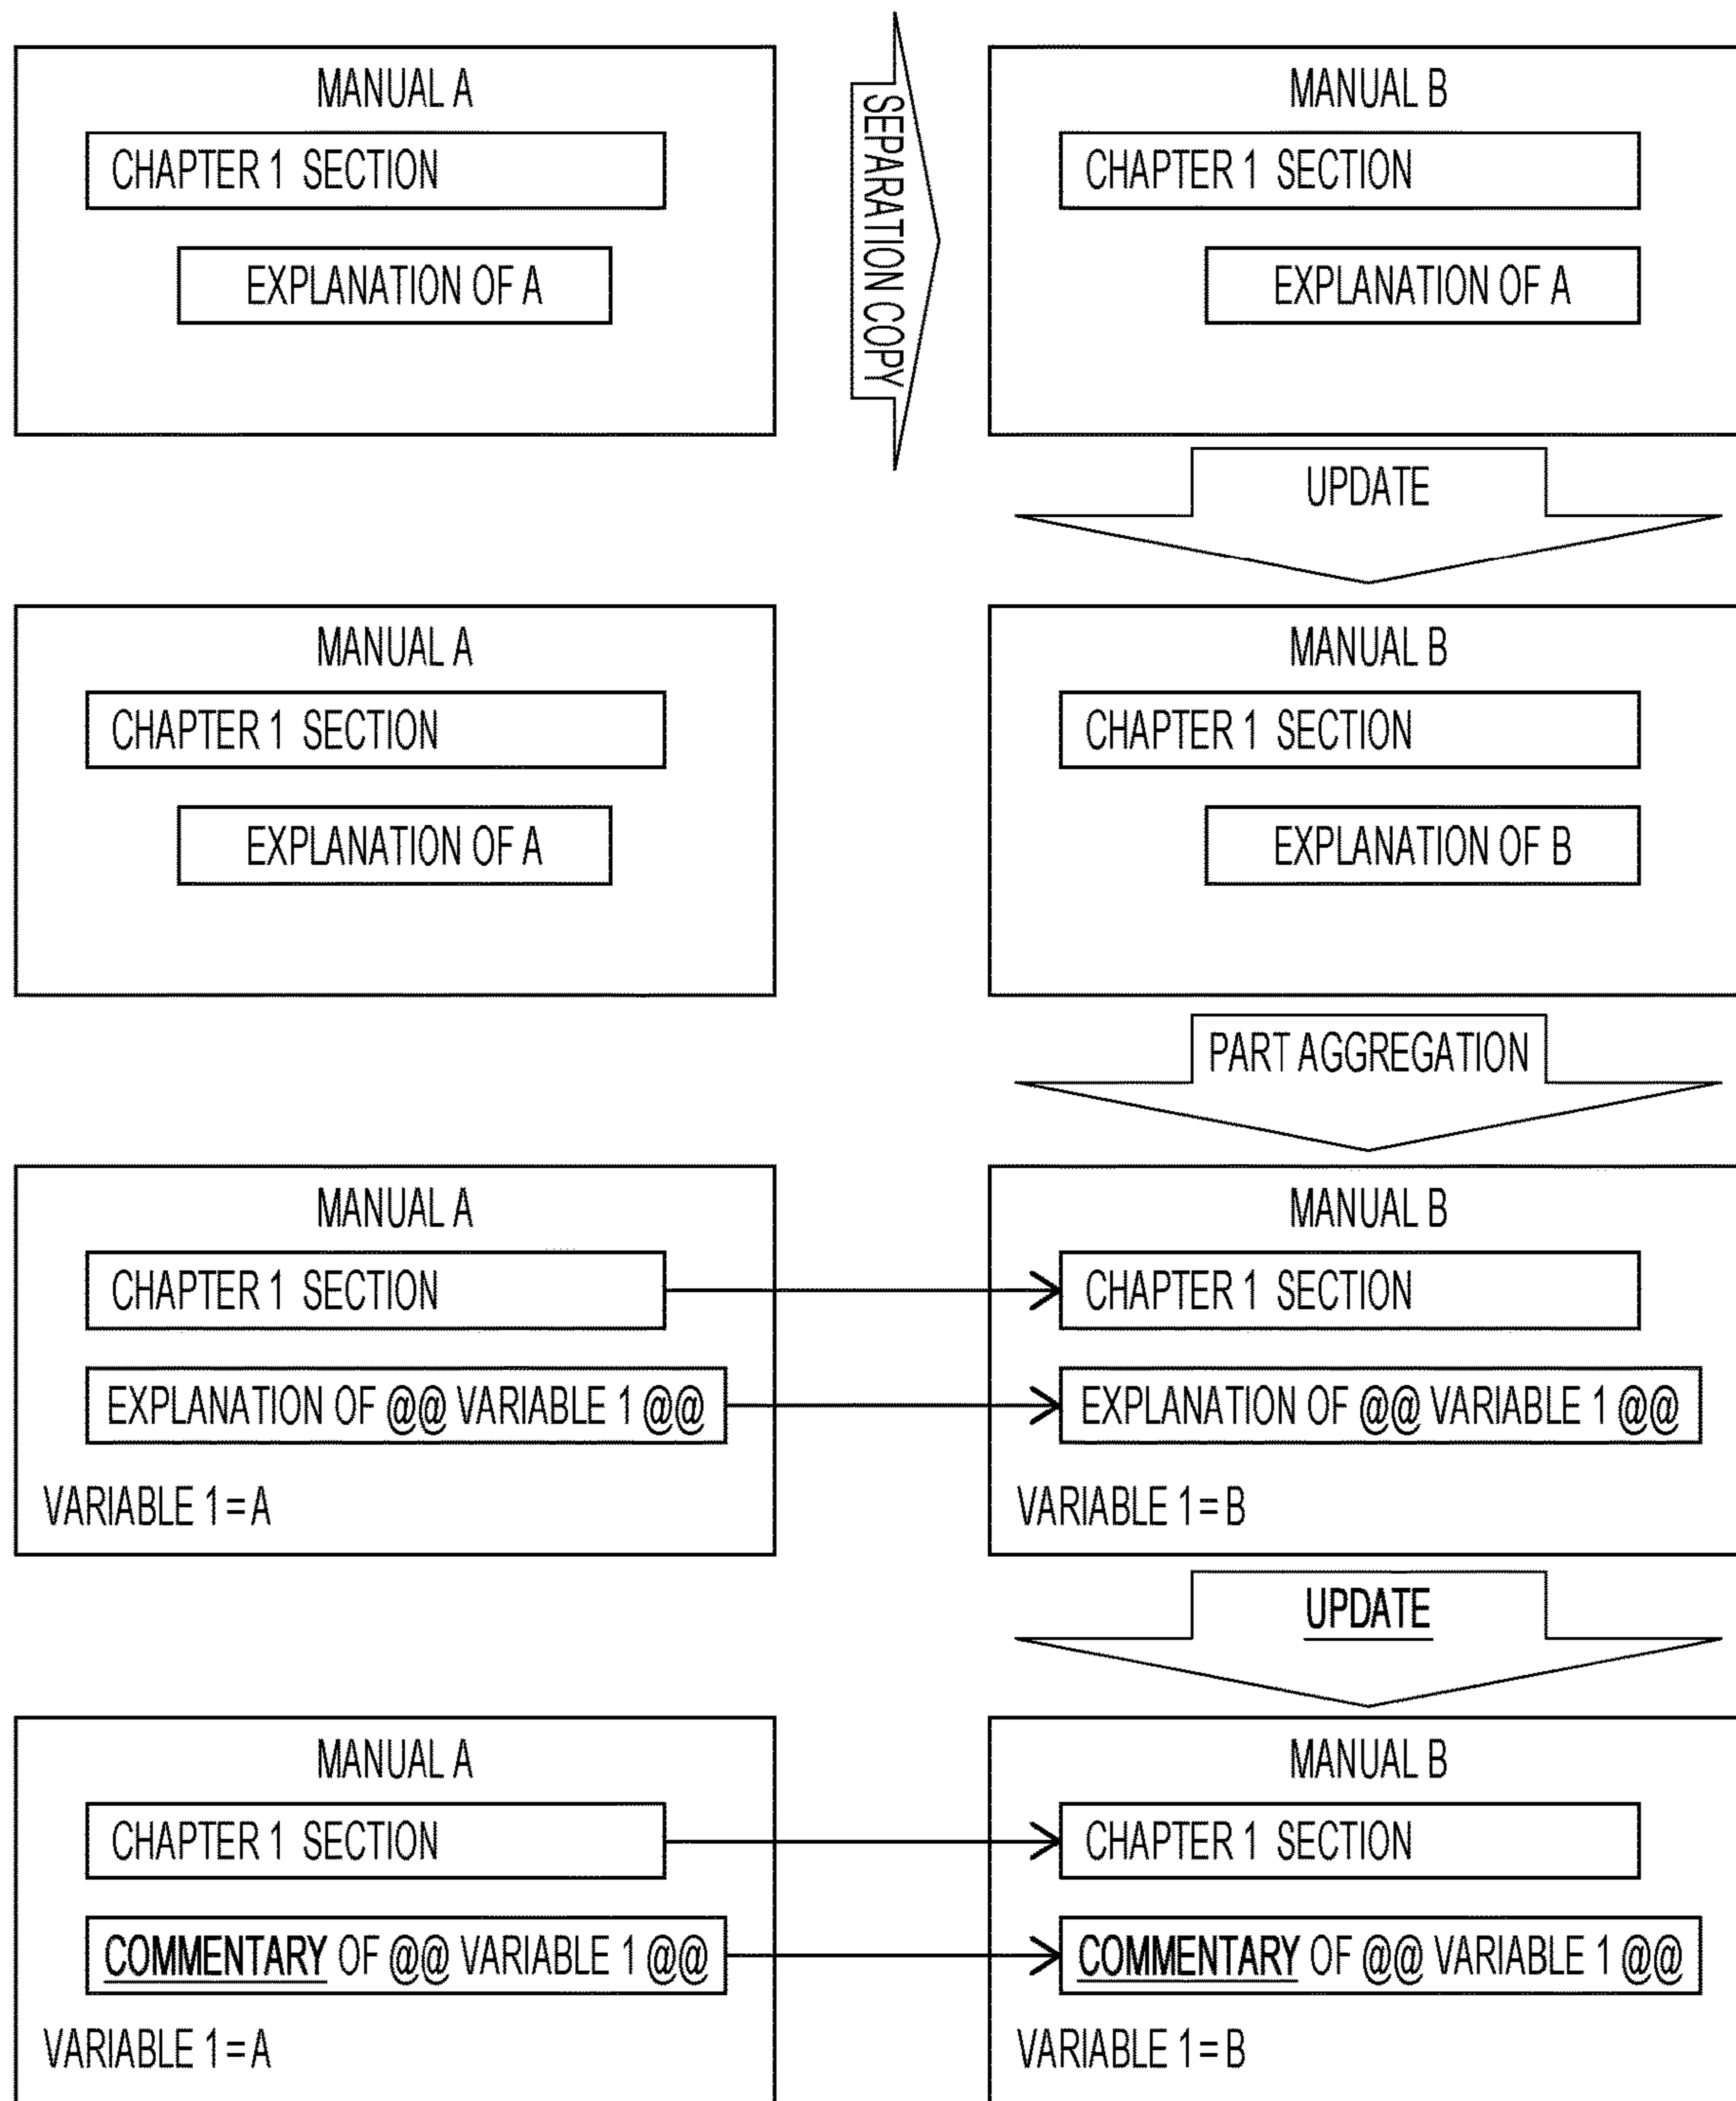 MANUAL A
CHAPTER 1 SECTION
EXPLANATION OF A
SEPARATION COPY
MANUAL B
CHAPTER 1 SECTION
EXPLANATION OF A
UPDATE
MANUAL A
CHAPTER 1 SECTION
EXPLANATION OF A
MANUAL B
CHAPTER 1 SECTION
EXPLANATION OF B
PART AGGREGATION
MANUAL A
CHAPTER 1 SECTION
EXPLANATION OF @@ VARIABLE 1 @@
VARIABLE 1 = A
MANUAL B
CHAPTER 1 SECTION
EXPLANATION OF @@ VARIABLE 1 @@
VARIABLE 1 = B
UPDATE
MANUAL A
CHAPTER 1 SECTION
COMMENTARY OF @@ VARIABLE 1 @@
VARIABLE 1 = A
MANUAL B
CHAPTER 1 SECTION
COMMENTARY OF @@ VARIABLE 1 @@
VARIABLE 1 = B